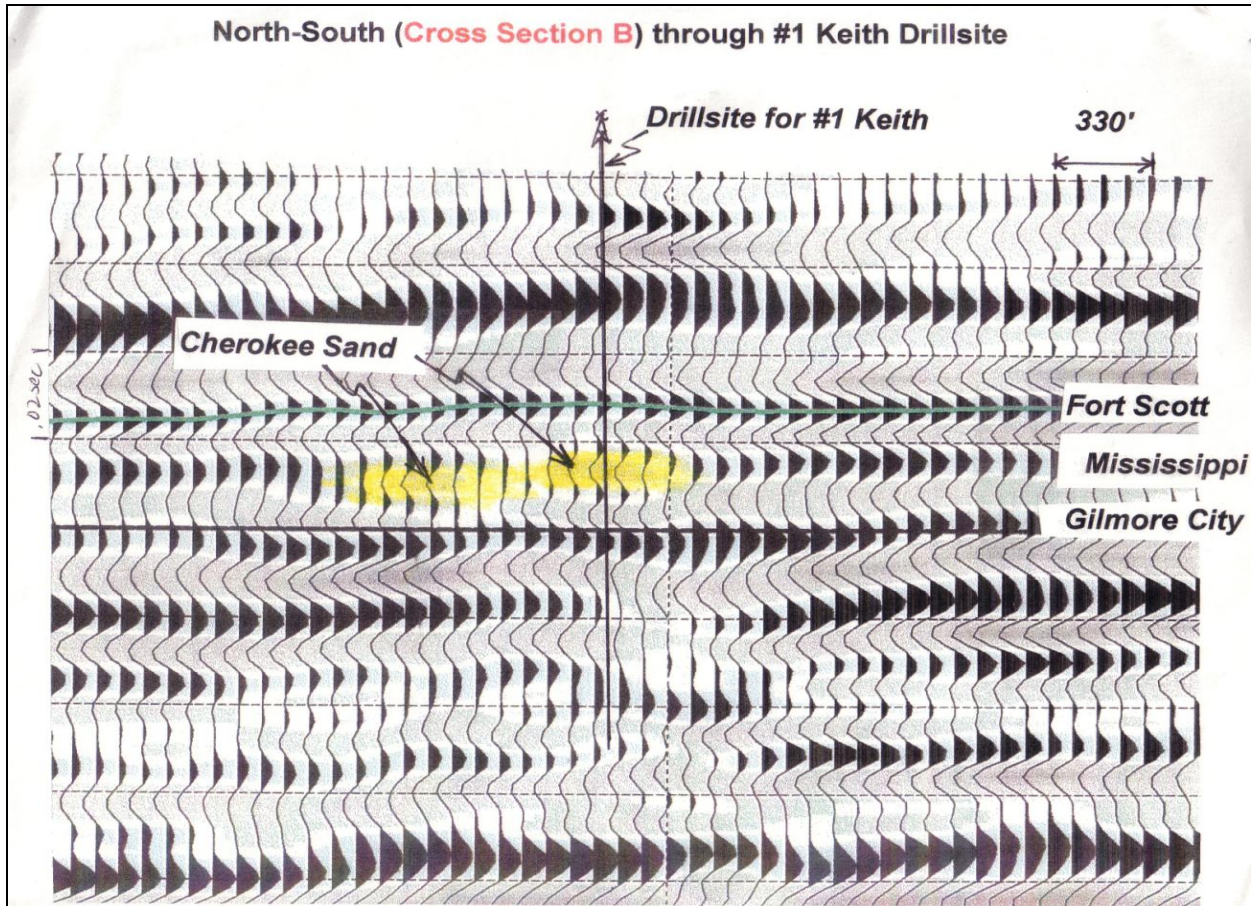 North-South (Cross Section B) through #1 Keith Drillsite
Drillsite for #1 Keith
330'
Cherokee Sand
.02 sec
Fort Scott
Mississippi
Gilmore City